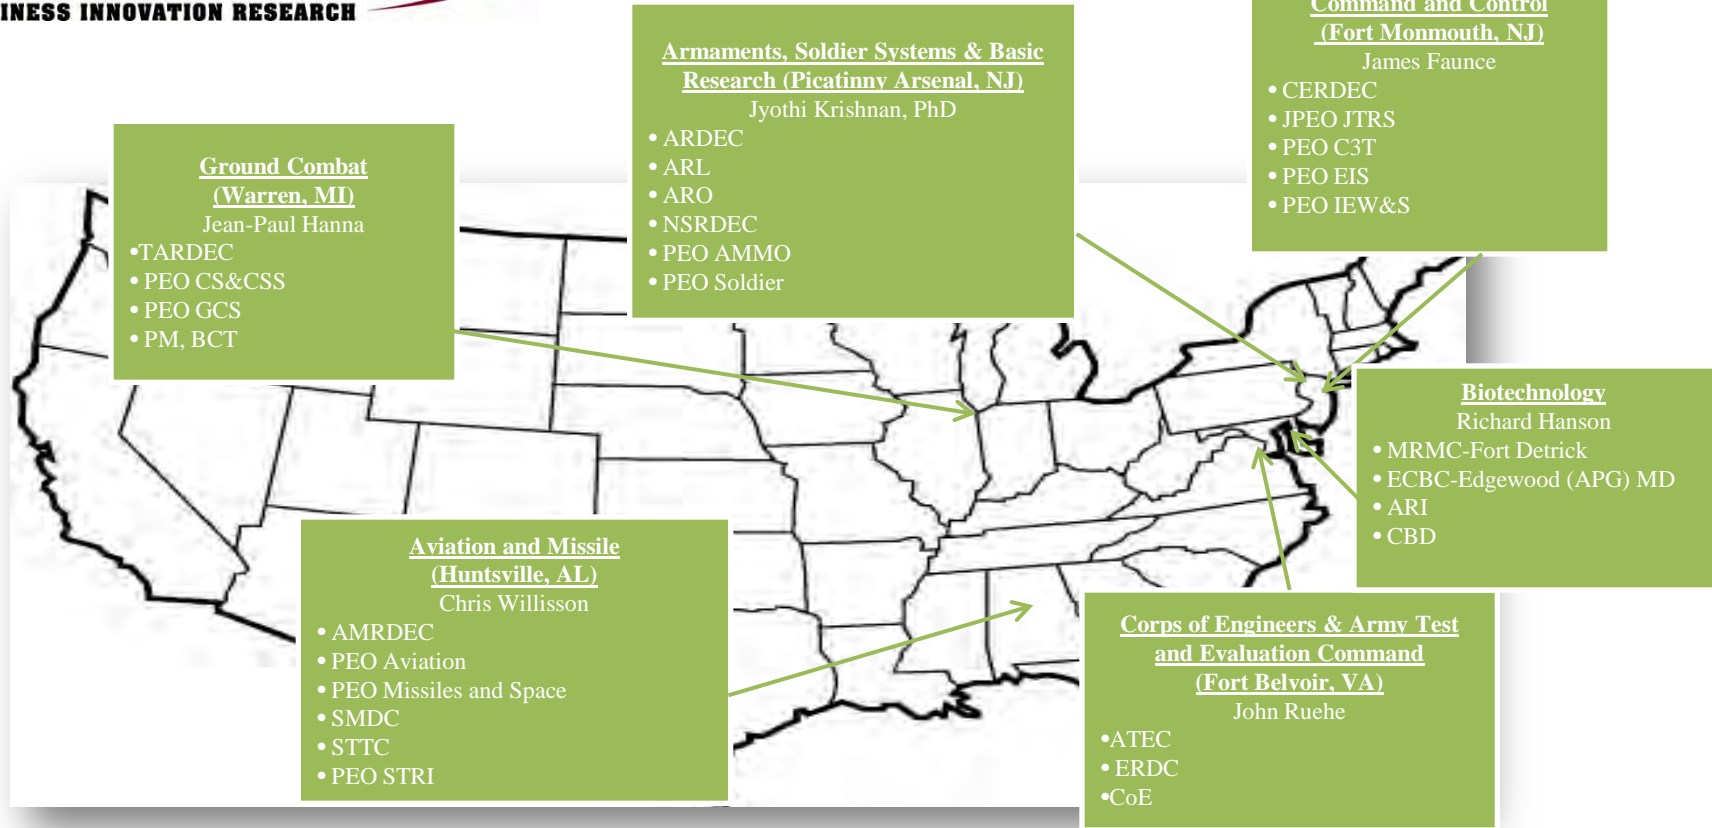 INESS INNOVATION RESEARCH
Armaments, Soldier Systems & Basic
Research (Picatinny Arsenal, NJ)
Jyothi Krishnan, PhD
• ARDEC
• ARL
• ARO
• NSRDEC
• PEO AMMO
• PEO Soldier
Command and Control
(Fort Monmouth, NJ)
James Faunce
• CERDEC
• JPEO JTRS
• PEO C3T
• PEO EIS
• PEO IEW&S
Ground Combat
(Warren, MI)
Jean-Paul Hanna
•TARDEC
• PEO CS&CSS
• PEO GCS
• PM, BCT
Biotechnology
Richard Hanson
• MRMC-Fort Detrick
• ECBC-Edgewood (APG) MD
• ARI
• CBD
Aviation and Missile
(Huntsville, AL)
Chris Willisson
• AMRDEC
• PEO Aviation
• PEO Missiles and Space
• SMDC
• STTC
• PEO STRI
Corps of Engineers & Army Test
and Evaluation Command
(Fort Belvoir, VA)
John Ruehe
•ATEC
• ERDC
•CoE